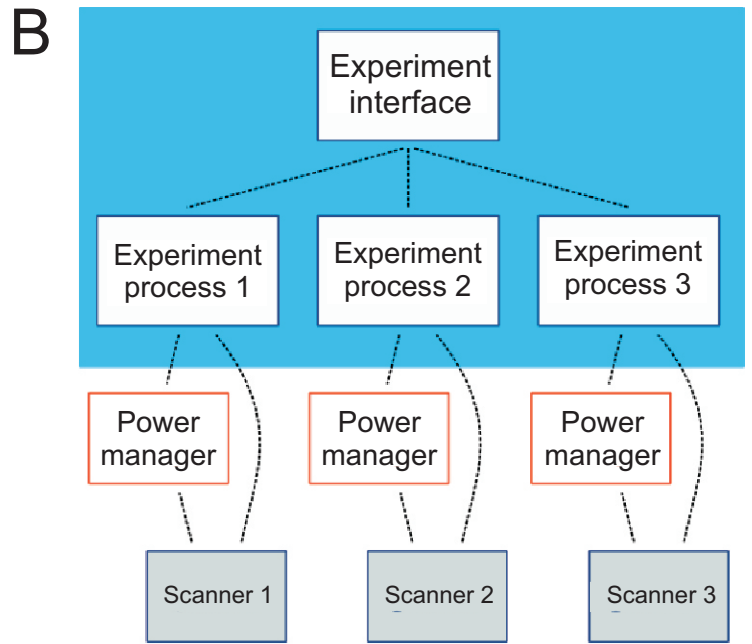 B
Experiment
interface
Experiment
process 1
Experiment
process 2
Experiment
process 3
Power
manager
Power
manager
Power
manager
Scanner 1
Scanner 2
Scanner 3